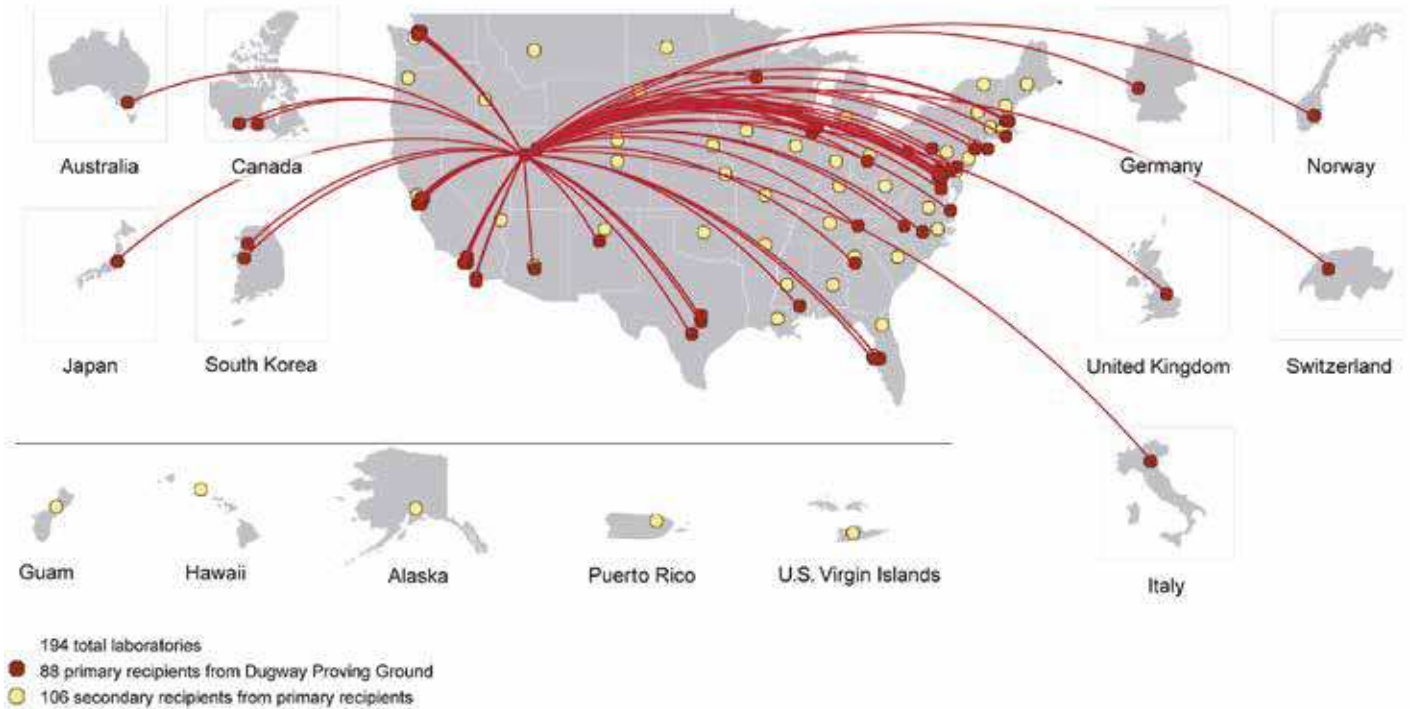 Australia
Canada
Germany
Norway
Japan
South Korea
United Kingdom
Switzerland
Guam
Hawaii
Alaska
Puerto Rico
U.S. Virgin Islands
Italy
194 total laboratories
88 primary recipients from Dugway Proving Ground
106 secondary recipients from primary recipients